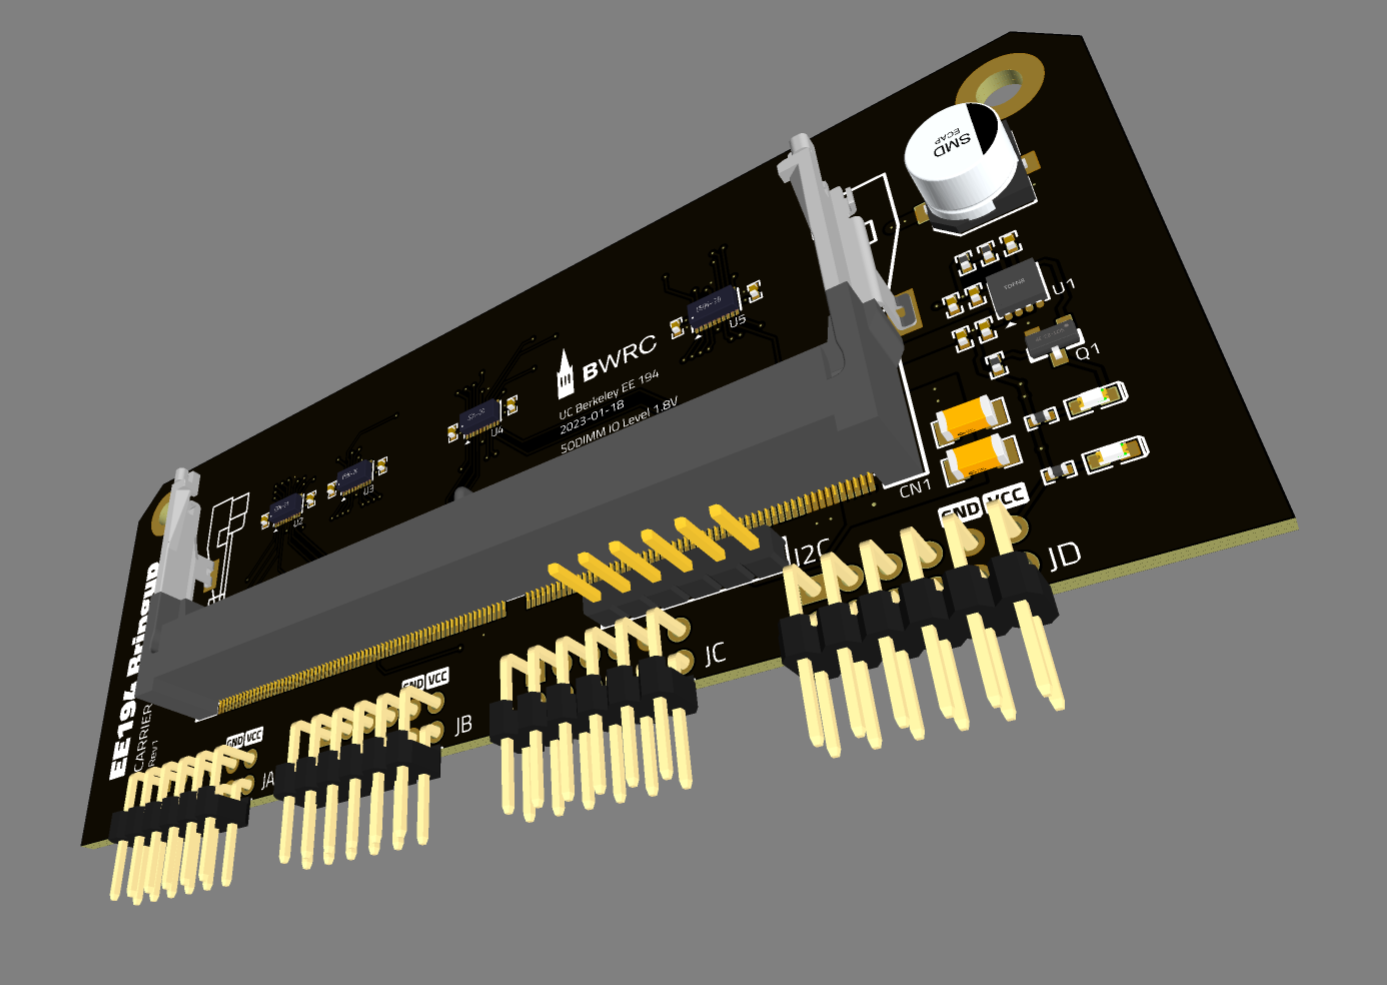 SMD
ECAP
U1
Q1
U5
BWRC
UC Berkeley EE 194
2023-01-18
SODIMM IO Level 1.8V
U4
U3
U2
CN1
GND VCC
I2C
JD
JC
GND VCC
JB
GND VCC
JA
EE194 Bringup
CARRIER
Rev1